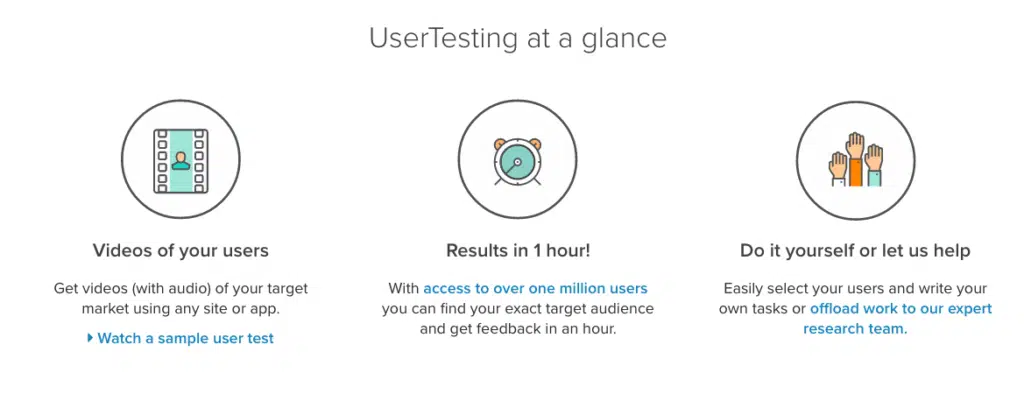 UserTesting at a glance
Videos of your users
Get videos (with audio) of your target
market using any site or app.
Watch a sample user test
Results in 1 hour!
With access to over one million users
you can find your exact target audience
and get feedback in an hour.
Do it yourself or let us help
Easily select your users and write your
own tasks or offload work to our expert
research team.